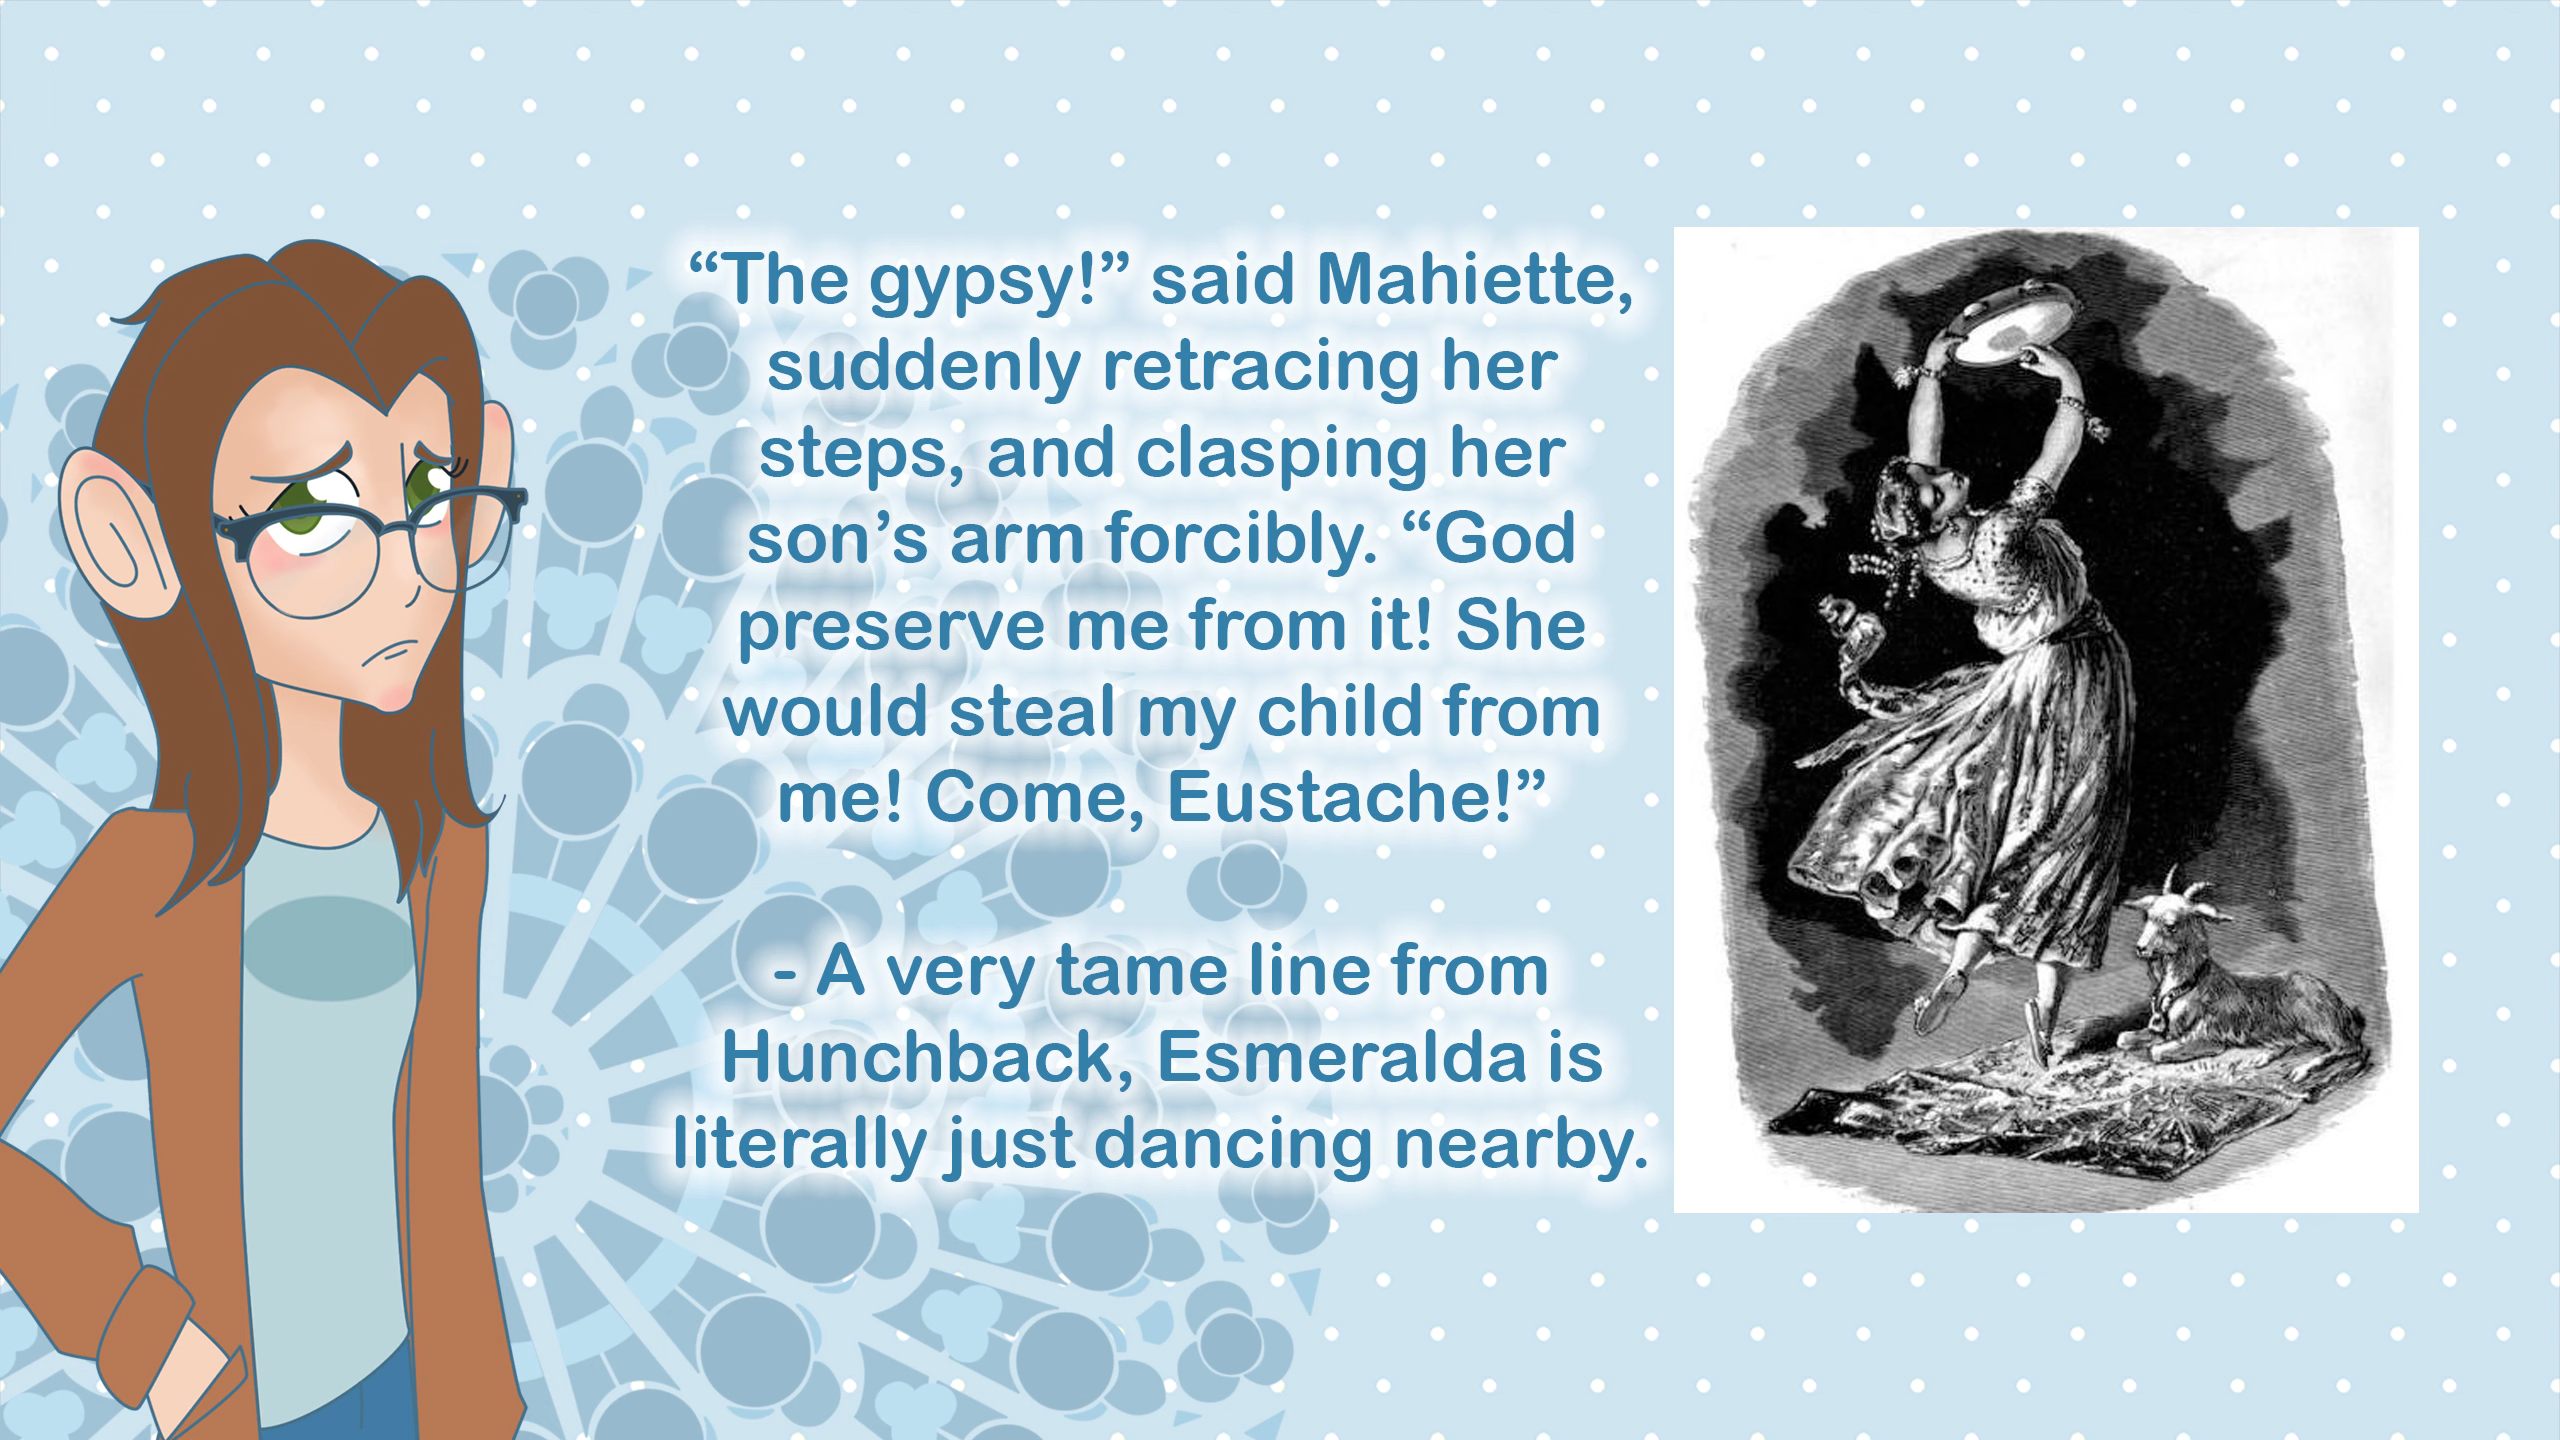 “The gypsy!” said Mahiette,
suddenly retracing her
steps, and clasping her
son’s arm forcibly. “God
preserve me from it! She
would steal my child from
me! Come, Eustache!”
- A very tame line from
Hunchback, Esmeralda is
literally just dancing nearby.